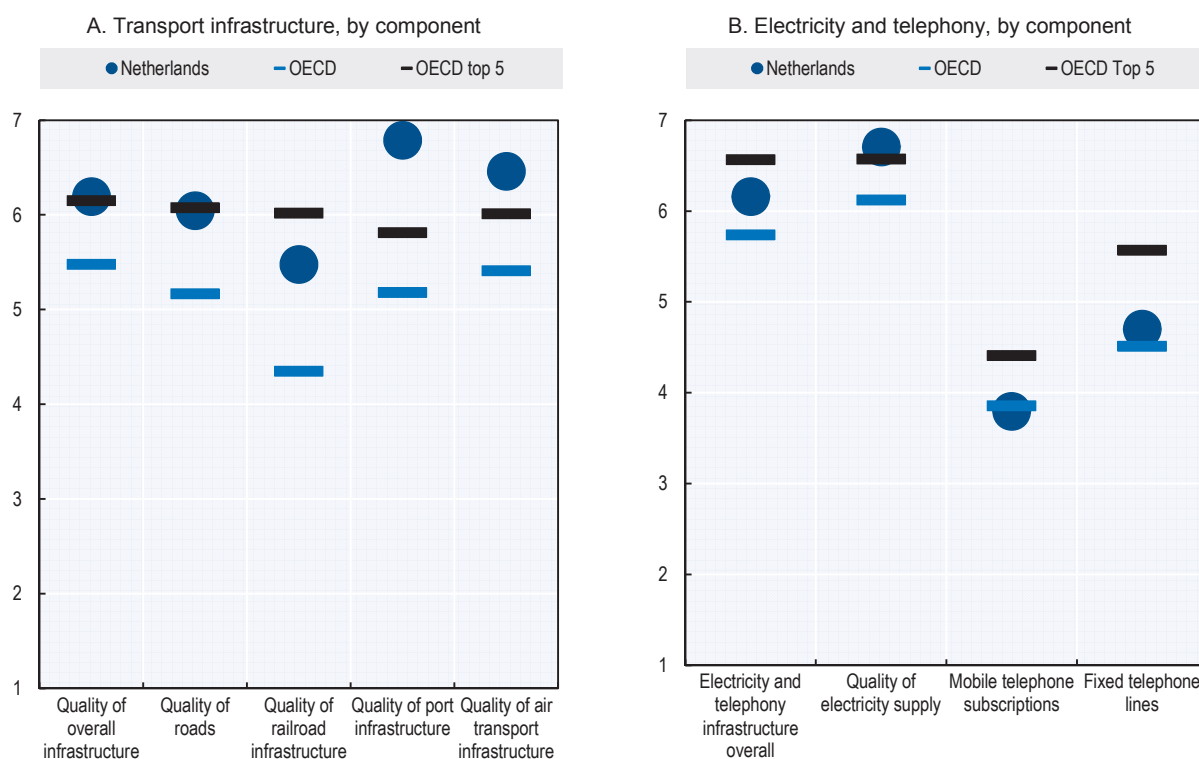 A. Transport infrastructure, by component
Netherlands OECD OECD top 5
7
6
5
4
3
2
1
Quality of overall infrastructure
Quality of roads
Quality of railroad infrastructure
Quality of port infrastructure
Quality of air transport infrastructure
B. Electricity and telephony, by component
Netherlands OECD OECD Top 5
7
6
5
4
3
2
1
Electricity and telephony infrastructure overall
Quality of electricity supply
Mobile telephone subscriptions
Fixed telephone lines